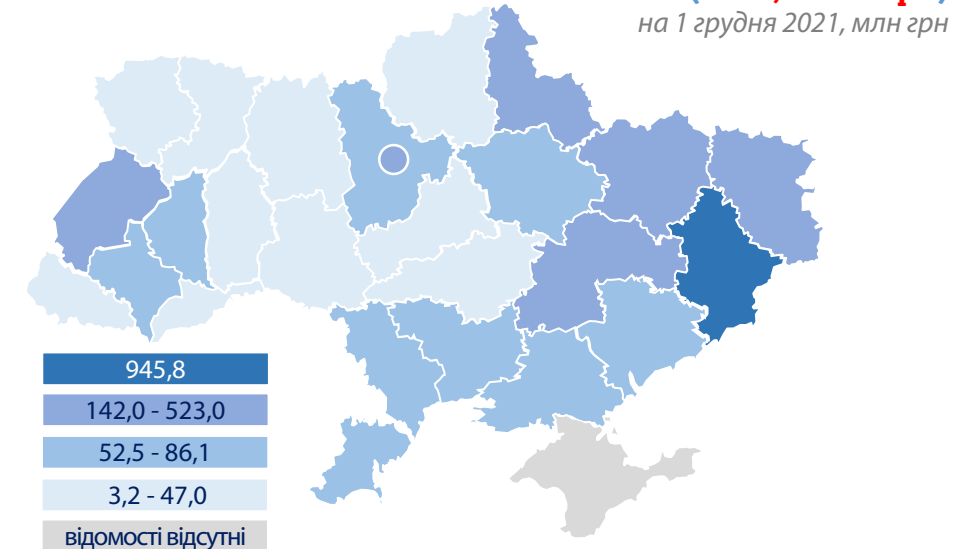 на 1 грудня 2021, млн грн
945,8
142,0 - 523,0
52,5 - 86,1
3,2 - 47,0
відомості відсутні